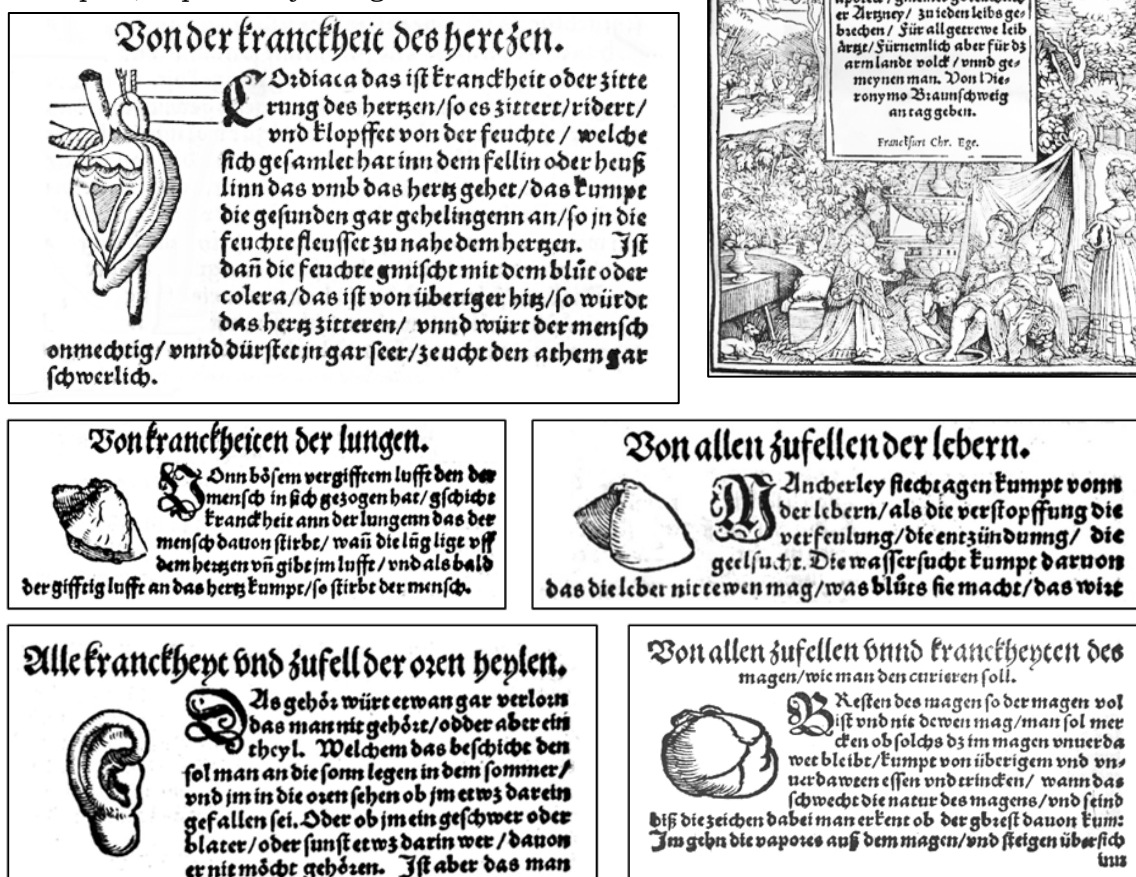 Von der kranckheit des hertzen.
COrdiaca das ist kranckheit oder zitte
rung des hertzen/so es zittert/ridert/
vnd klopffet von der feuchte / welche
sich gesamlet hat inn dem fellin oder heuß
linn das vmb das hertz gehet/das kumpt
die gesunden gar gehelingenn an/so jn die
feuchte fleusset zu nahe dem hertzen. Ist
dañ die feuchte gmischt mit dem blůt oder
colera/das ist von überiger hitz/so würdt
das hertz zitteren/ vnnd würt der mensch
onmechtig/ vnnd dürstet jn gar seer/zeucht den athem gar
schwerlich.
er Artzney/ zu ieden leibs ge/
brechen/ Für all getrewe leib
Artzt/Fürnemlich aber für dz
arm landt volck/ vnnd ge/
meynen man. Von Hie/
ronymo Braunschweig
an tag geben.
Franckfurt Chr. Ege.
Von kranckheiten der lungen.
VOnn bösem vergifftem lufft den der
mensch in sich gezogen hat/gschicht
kranckheit ann der lungenn das der
mensch dauon stirbt/ wañ die lūg lige vff
dem hertzen vñ gibt jm lufft/vnd als bald
der gifftig lufft an das hertz kumpt/so stirbt der mensch.
Von allen zufellen der lebern.
MAncherley siechtagen kumpt vonn
der lebern/als die verstopffung die
verfeulung/die entzündunng/ die
geelsucht. Die wassersucht kumpt daruon
das die leber nit tewen mag/was blůts sie macht/das wirt
Alle kranckheyt vnd zufell der oren heylen.
DAs gehör würt etwan gar verlorn
das man nit gehört/odder aber ein
theyl. Welchem das beschicht den
sol man an die sonn legen in dem sommer/
vnd jm in die oren sehen ob jm etwz darein
gefallen sei. Oder ob jm ein geschwer oder
blater/oder sunst etwz darin wer/dauon
er nit möcht gehören. Ist aber das man
Von allen zufellen vnnd kranckheyten des
magen/wie man den curieren soll.
BResten des magen so der magen vol
ist vnd nit dewen mag/man sol mer
cken ob solchs dz im magen vnuerda
wet bleibt/kumpt von überigem vnd vn/
uerdawten essen vnd trincken/ wann das
schwecht die natur des magens/vnd seind
diß die zeichen dabei man erkent ob der gbrest dauon kum:
Im gehn die vapores auß dem magen/vnd steigen übersich
vnd